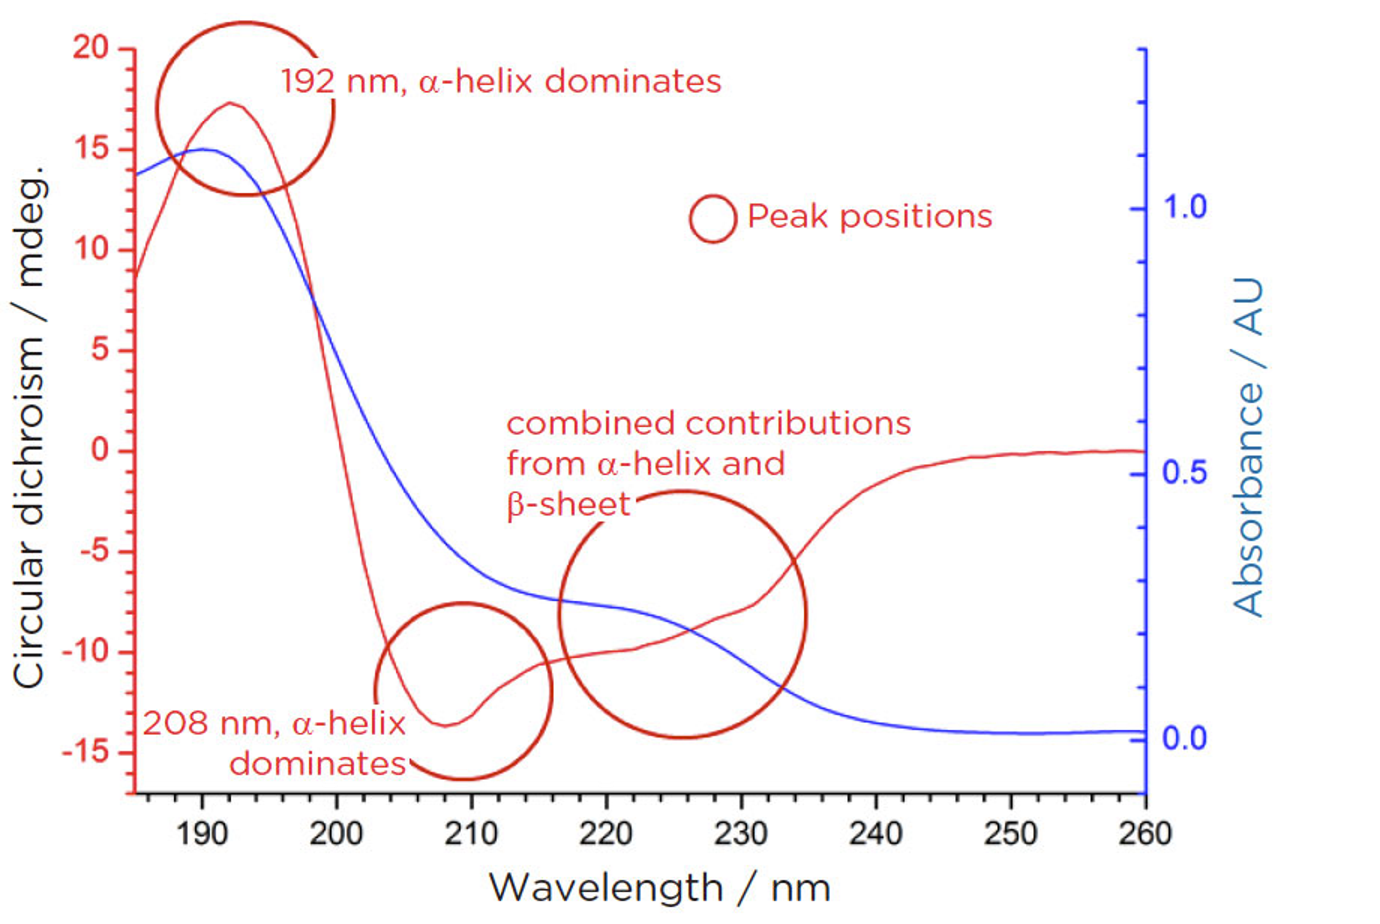 20
15
10
5
0
-5
-10
-15
Circular dichroism / mdeg.
192 nm, α-helix dominates
Peak positions
combined contributions
from α-helix and
β-sheet
208 nm, α-helix
dominates
1.0
0.5
0.0
Absorbance / AU
190 200 210 220 230 240 250 260
Wavelength / nm